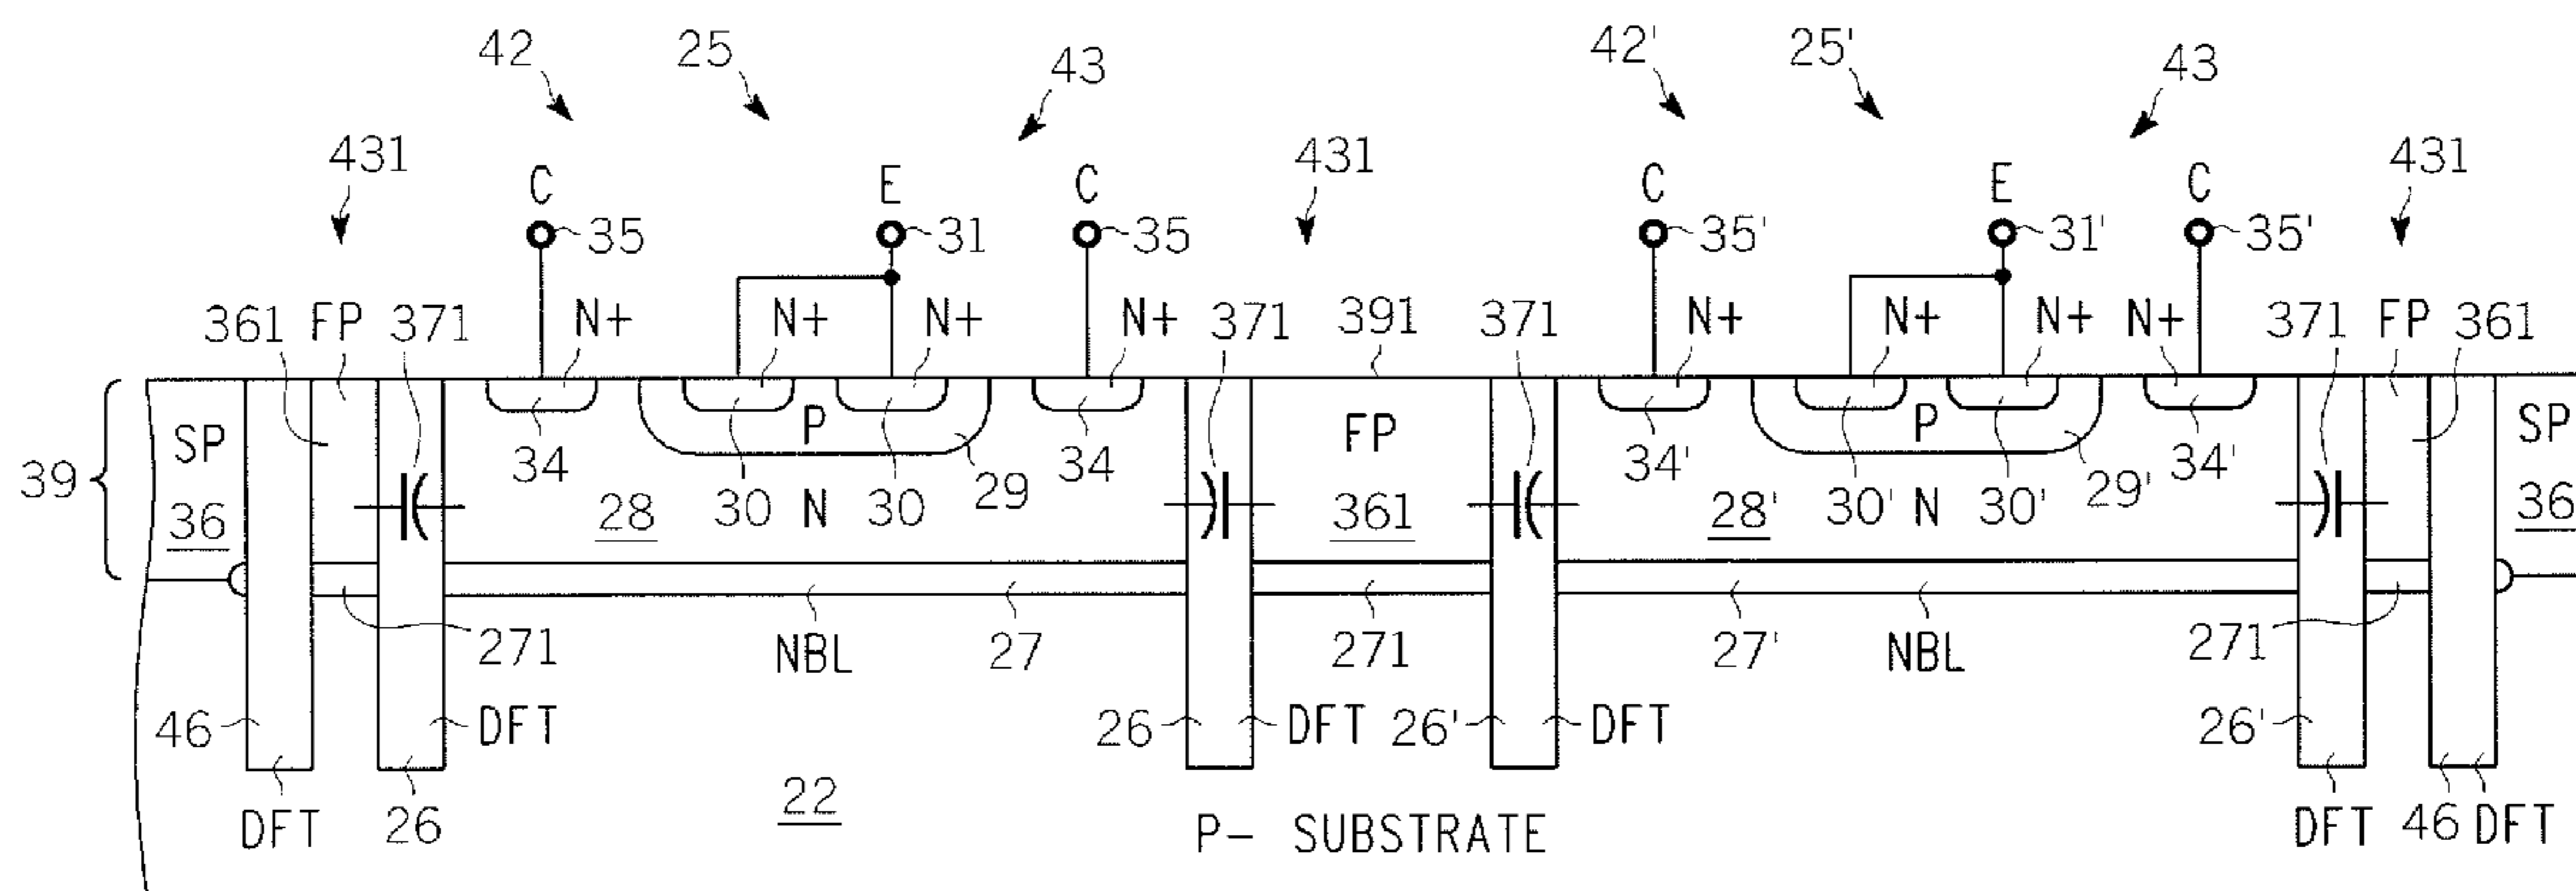 42 25 43 42' 25' 43
431 431 431
C E C C E C
35 31 35 35' 31' 35'
361 FP 371 N+ N+ N+ N+ 371 391 371 N+ N+ N+ N+ 371 FP 361
SP P FP P SP
39 34 29 34 34' 29' 34'
36 28 30 N 30 361 28' 30' N 30' 36
271 NBL 27 271 27' NBL 271
46 DFT 26 DFT 26' DFT 26'
DFT 26 22 P- SUBSTRATE DFT 46 DFT